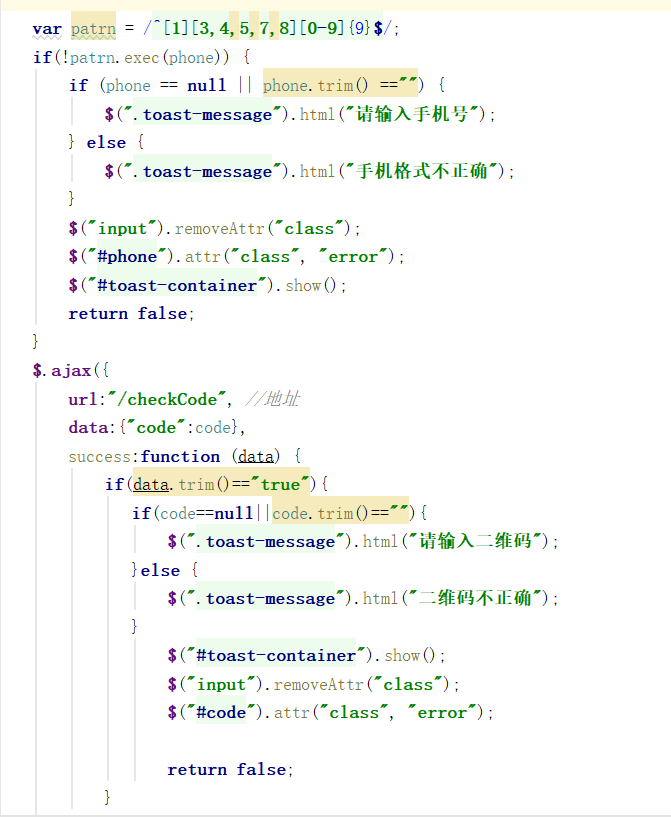 var patrn = /^[1][3,4,5,7,8][0-9]{9}$/;
if(!patrn.exec(phone)) {
if (phone == null || phone.trim() =="") {
$(".toast-message").html("请输入手机号");
} else {
$(".toast-message").html("手机格式不正确");
}
$("input").removeAttr("class");
$("#phone").attr("class", "error");
$("#toast-container").show();
return false;
}
$.ajax({
url:"/checkCode", //地址
data:{"code":code},
success:function (data) {
if(data.trim()=="true"){
if(code==null||code.trim()==""){
$(".toast-message").html("请输入二维码");
}else {
$(".toast-message").html("二维码不正确");
}
$("#toast-container").show();
$("input").removeAttr("class");
$("#code").attr("class", "error");
return false;
}